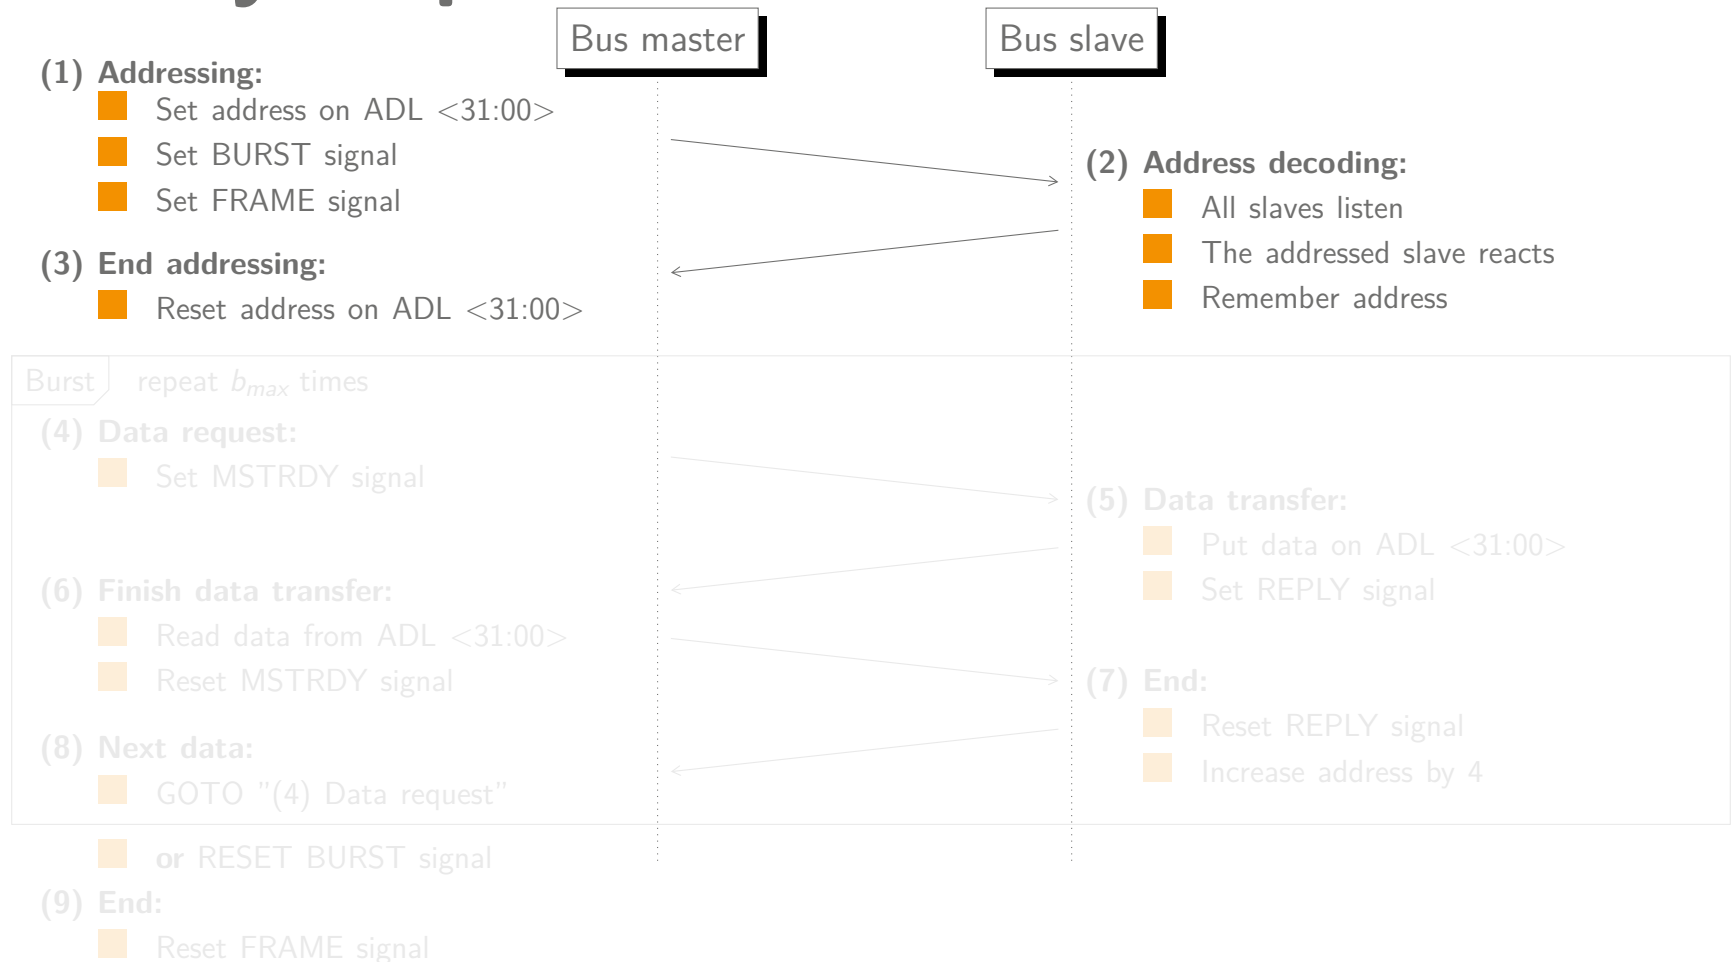 Bus master
Bus slave
(1) Addressing:
Set address on ADL <31:00>
Set BURST signal
Set FRAME signal
(2) Address decoding:
All slaves listen
The addressed slave reacts
Remember address
(3) End addressing:
Reset address on ADL <31:00>
Burst repeat bmax times
(4) Data request:
Set MSTRDY signal
(5) Data transfer:
Put data on ADL <31:00>
Set REPLY signal
(6) Finish data transfer:
Read data from ADL <31:00>
Reset MSTRDY signal
(7) End:
Reset REPLY signal
Increase address by 4
(8) Next data:
GOTO "(4) Data request"
or RESET BURST signal
(9) End:
Reset FRAME signal